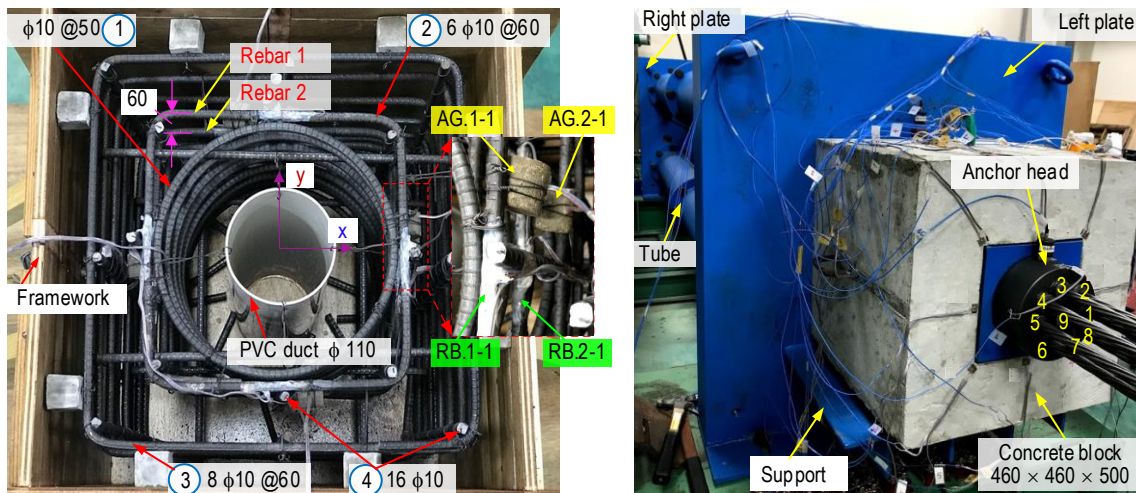 ϕ10 @50 1
2 6 ϕ10 @60
Rebar 1
Rebar 2
60
AG.1-1
AG.2-1
y
x
Framework
PVC duct ϕ 110
RB.1-1
RB.2-1
3 8 ϕ10 @60
4 16 ϕ10
Right plate
Left plate
Anchor head
Tube
3
2
4
1
5
9
8
6
7
Support
Concrete block
460 × 460 × 500